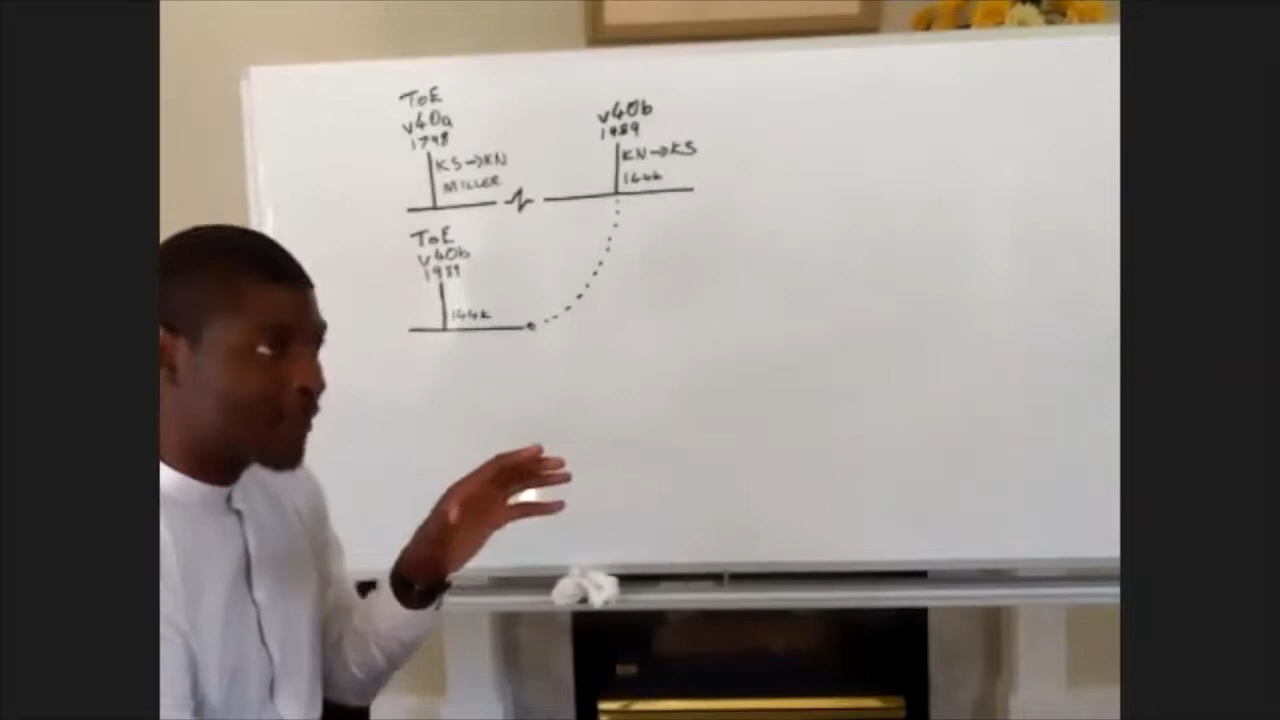 ToE
v40a
1798
KS→KN
MILLER
v40b
1989
KN→KS
144k
ToE
v40b
1989
144k